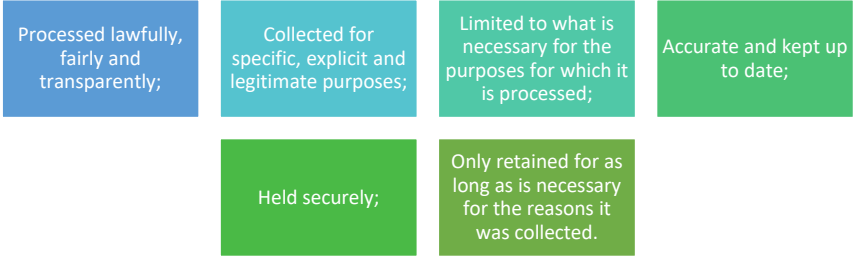 Processed lawfully,
fairly and
transparently;
Collected for
specific, explicit and
legitimate purposes;
Limited to what is
necessary for the
purposes for which it
is processed;
Accurate and kept up
to date;
Held securely;
Only retained for as
long as is necessary
for the reasons it
was collected.